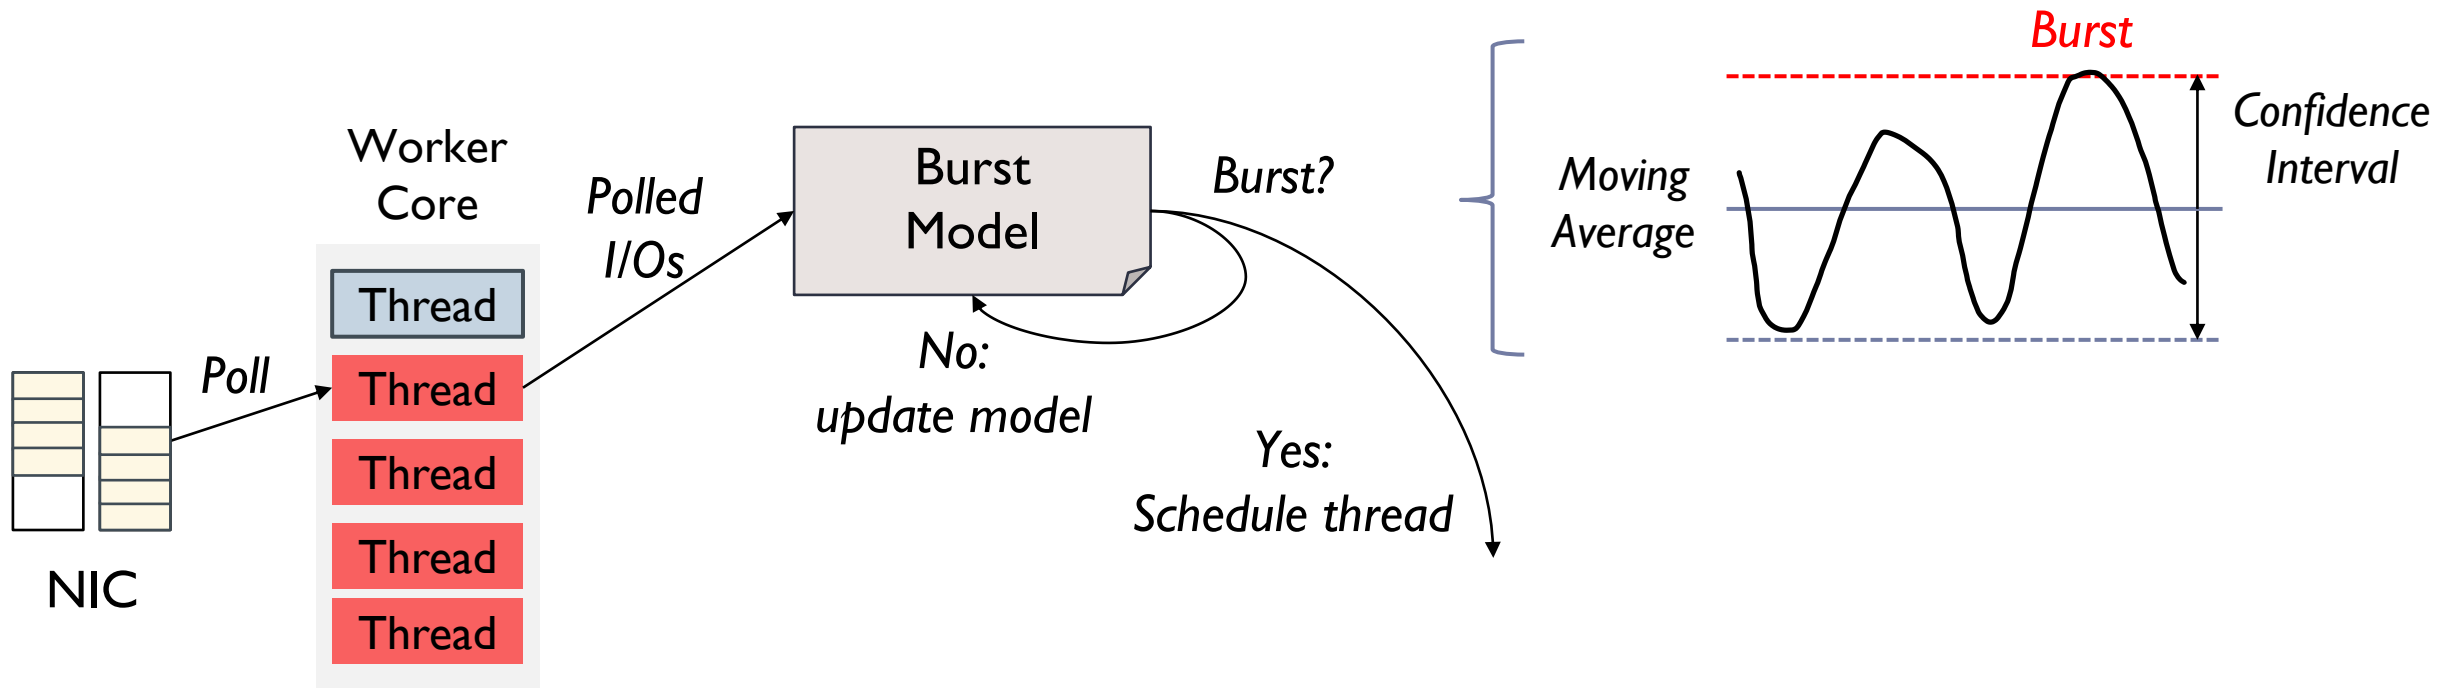 NIC
Poll
Worker
Core
Thread
Thread
Thread
Thread
Thread
Polled
I/Os
Burst
Model
Burst?
No:
update model
Yes:
Schedule thread
Moving
Average
Burst
Confidence
Interval